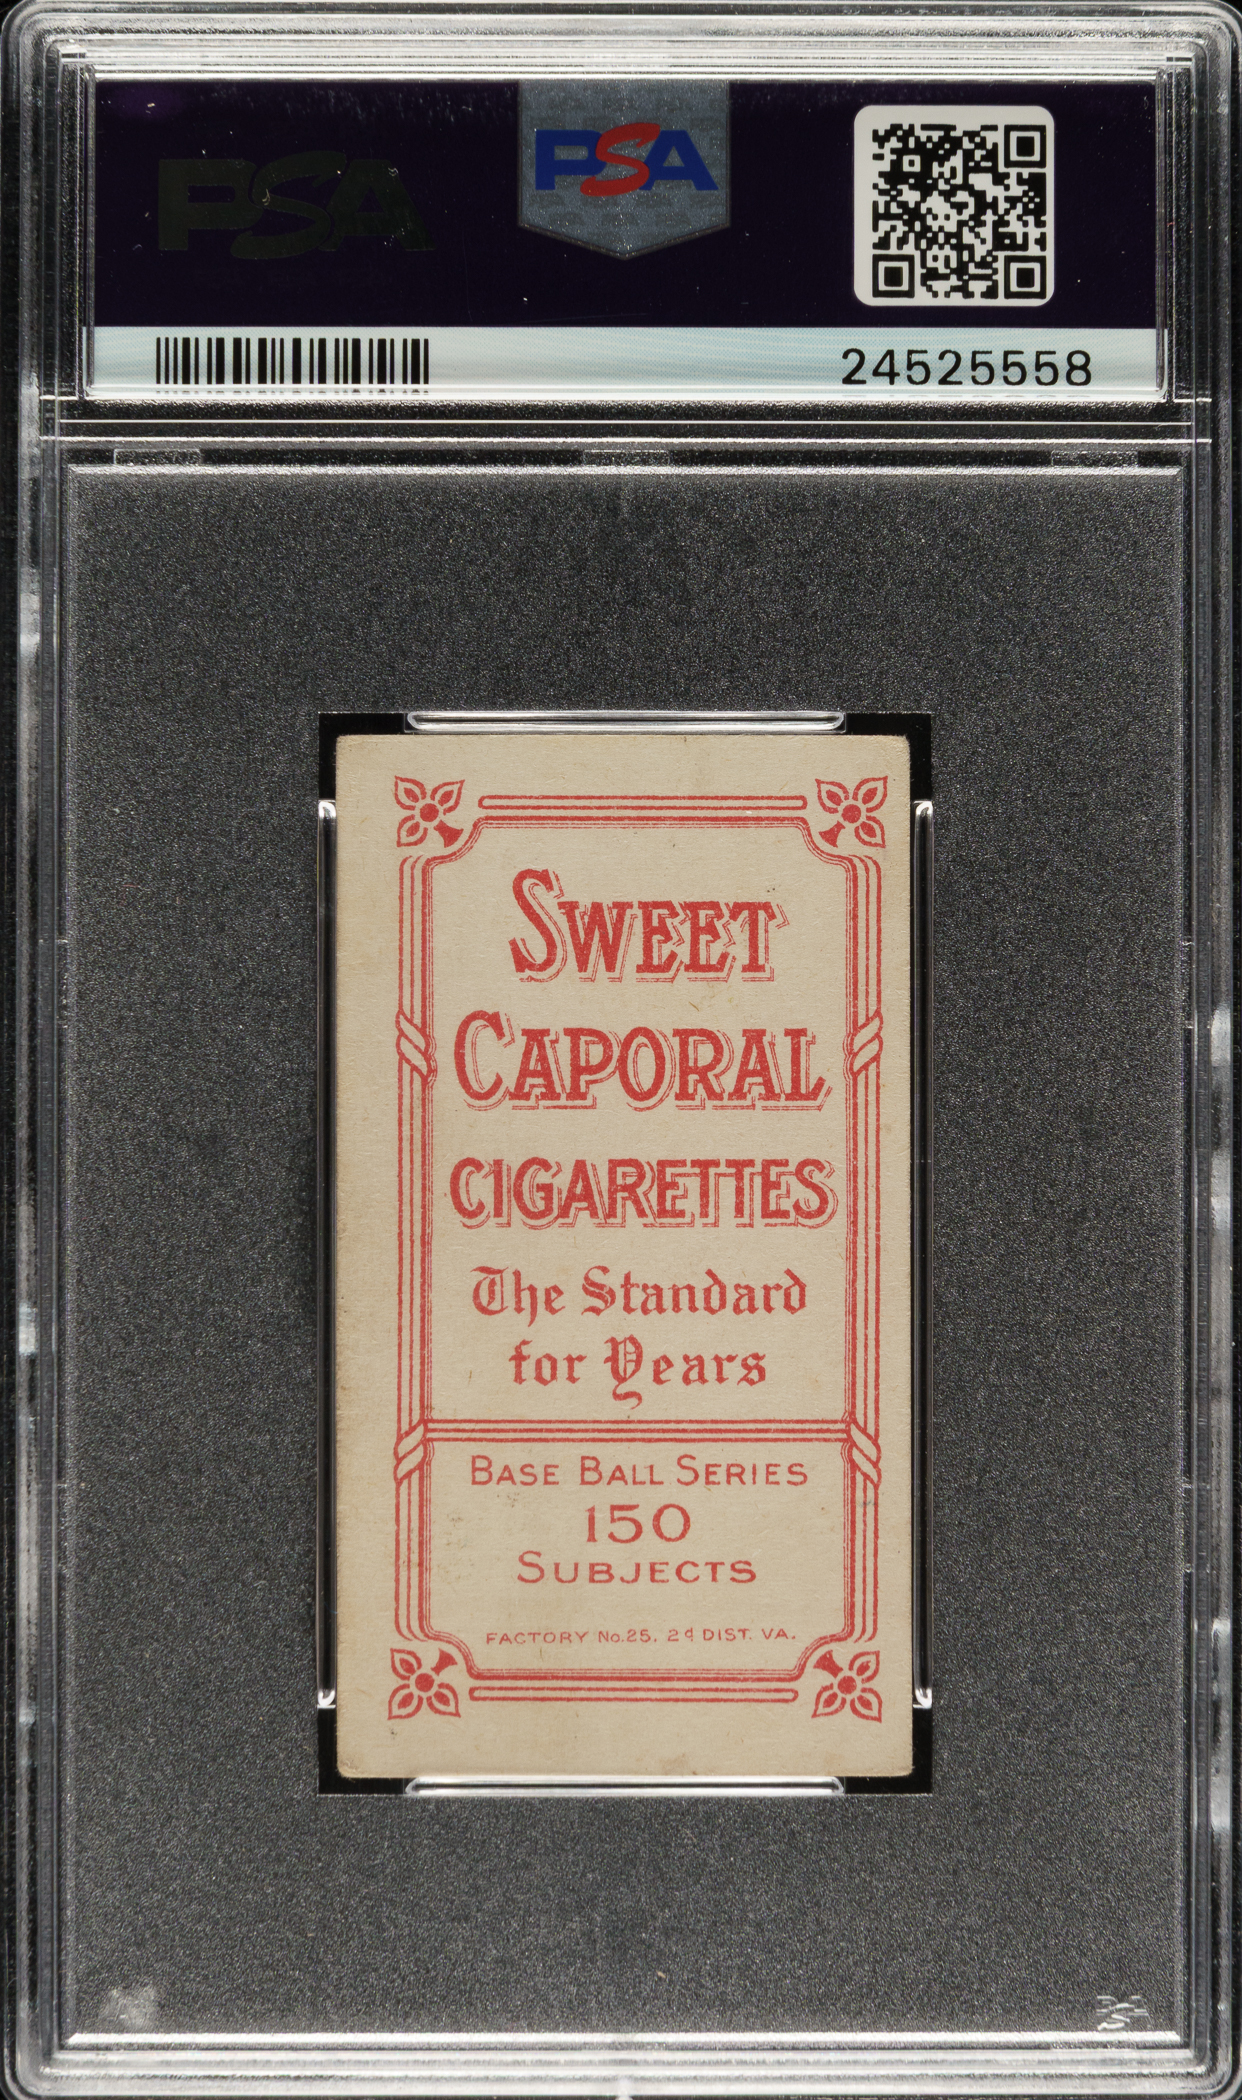 PSA
PSA
24525558
SWEET
CAPORAL
CIGARETTES
The Standard
for Years
BASE BALL SERIES
150
SUBJECTS
FACTORY No. 25, 2d DIST. VA.